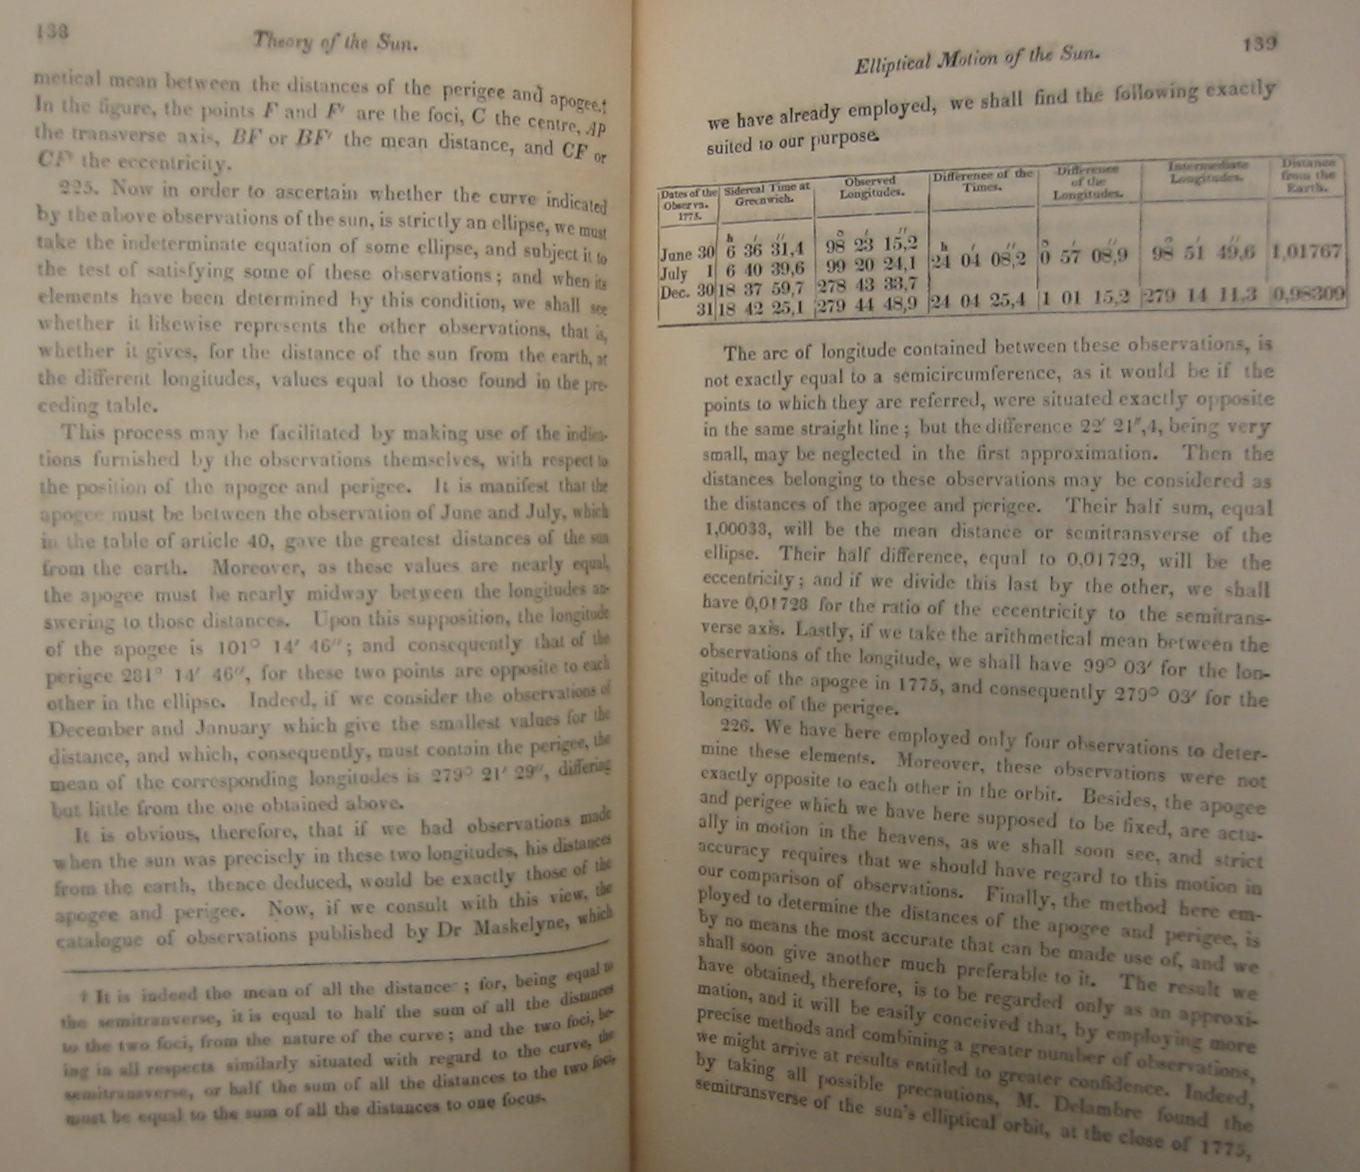 138
Theory of the Sun.
metical mean between the distances of the perigee and apogee.†
In the figure, the points F and F′ are the foci, C the centre, AP
the transverse axis, BF or BF′ the mean distance, and CF or
CF′ the eccentricity.
225. Now in order to ascertain whether the curve indicated
by the above observations of the sun, is strictly an ellipse, we must
take the indeterminate equation of some ellipse, and subject it to
the test of satisfying some of these observations; and when its
elements have been determined by this condition, we shall see
whether it likewise represents the other observations, that is,
whether it gives, for the distance of the sun from the earth, at
the different longitudes, values equal to those found in the pre-
ceding table.
This process may be facilitated by making use of the indica-
tions furnished by the observations themselves, with respect to
the position of the apogee and perigee. It is manifest that the
apogee must be between the observation of June and July, which
in the table of article 40, gave the greatest distances of the sun
from the earth. Moreover, as these values are nearly equal,
the apogee must be nearly midway between the longitudes an-
swering to those distances. Upon this supposition, the longitude
of the apogee is 101° 14′ 46″; and consequently that of the
perigee 281° 14′ 46″, for these two points are opposite to each
other in the ellipse. Indeed, if we consider the observations of
December and January which give the smallest values for the
distance, and which, consequently, must contain the perigee, the
mean of the corresponding longitudes is 279° 21′ 29″, differing
but little from the one obtained above.
It is obvious, therefore, that if we had observations made
when the sun was precisely in these two longitudes, his distances
from the earth, thence deduced, would be exactly those of the
apogee and perigee. Now, if we consult with this view, the
catalogue of observations published by Dr Maskelyne, which
† It is indeed the mean of all the distances; for, being equal to
the semitranverse, it is equal to half the sum of all the distances
to the two foci, from the nature of the curve; and the two foci, be-
ing in all respects similarly situated with regard to the curve, the
semitransverse, or half the sum of all the distances to the two foci,
must be equal to the sum of all the distances to one focus.
Elliptical Motion of the Sun.
139
we have already employed, we shall find the following exactly
suited to our purpose.
Dates of the Observa. 1775. Sidereal Time at Greenwich. Observed Longitudes. Difference of the Times. Difference of the Longitudes. Intermediate Longitudes. Distance from the Earth.
h ′ ″ ° ′ ″ h ′ ″ ° ′ ″ ° ′ ″
June 30 6 36 31,4 98 23 15,2 24 04 08,2 0 57 08,9 98 51 49,6 1,01767
July 1 6 40 39,6 99 20 24,1
Dec. 30 18 37 59,7 278 43 33,7
31 18 42 25,1 279 44 48,9 24 04 25,4 1 01 15,2 279 14 11,3 0,98309
The arc of longitude contained between these observations, is
not exactly equal to a semicircumference, as it would be if the
points to which they are referred, were situated exactly opposite
in the same straight line; but the difference 22′ 21″,4, being very
small, may be neglected in the first approximation. Then the
distances belonging to these observations may be considered as
the distances of the apogee and perigee. Their half sum, equal
1,00038, will be the mean distance or semitransverse of the
ellipse. Their half difference, equal to 0,01729, will be the
eccentricity; and if we divide this last by the other, we shall
have 0,01728 for the ratio of the eccentricity to the semitrans-
verse axis. Lastly, if we take the arithmetical mean between the
observations of the longitude, we shall have 99° 03′ for the lon-
gitude of the apogee in 1775, and consequently 279° 03′ for the
longitude of the perigee.
226. We have here employed only four observations to deter-
mine these elements. Moreover, these observations were not
exactly opposite to each other in the orbit. Besides, the apogee
and perigee which we have here supposed to be fixed, are actu-
ally in motion in the heavens, as we shall soon see, and strict
accuracy requires that we should have regard to this motion in
our comparison of observations. Finally, the method here em-
ployed to determine the distances of the apogee and perigee, is
by no means the most accurate that can be made use of, and we
shall soon give another much preferable to it. The result we
have obtained, therefore, is to be regarded only as an approxi-
mation, and it will be easily conceived that, by employing more
precise methods and combining a greater number of observations,
we might arrive at results entitled to greater confidence. Indeed,
by taking all possible precautions, M. Delambre found the
semitransverse of the sun's elliptical orbit, at the close of 1775,